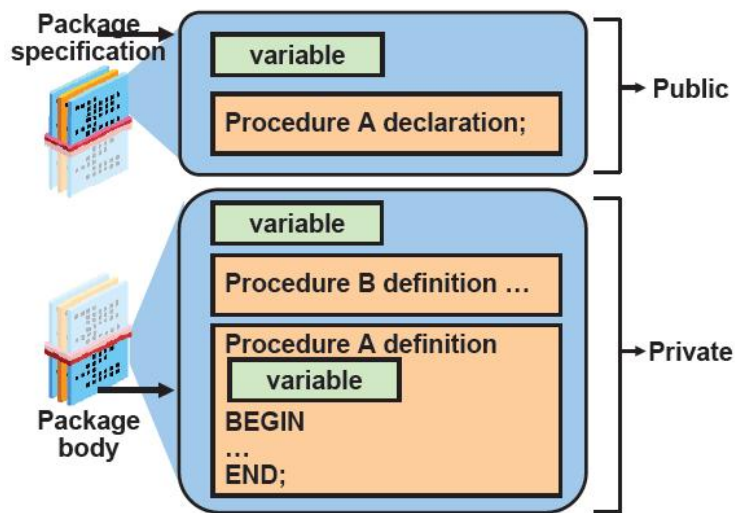 Package
specification
variable
Procedure A declaration;
Public
variable
Procedure B definition …
Procedure A definition
variable
BEGIN
…
END;
Private
Package
body